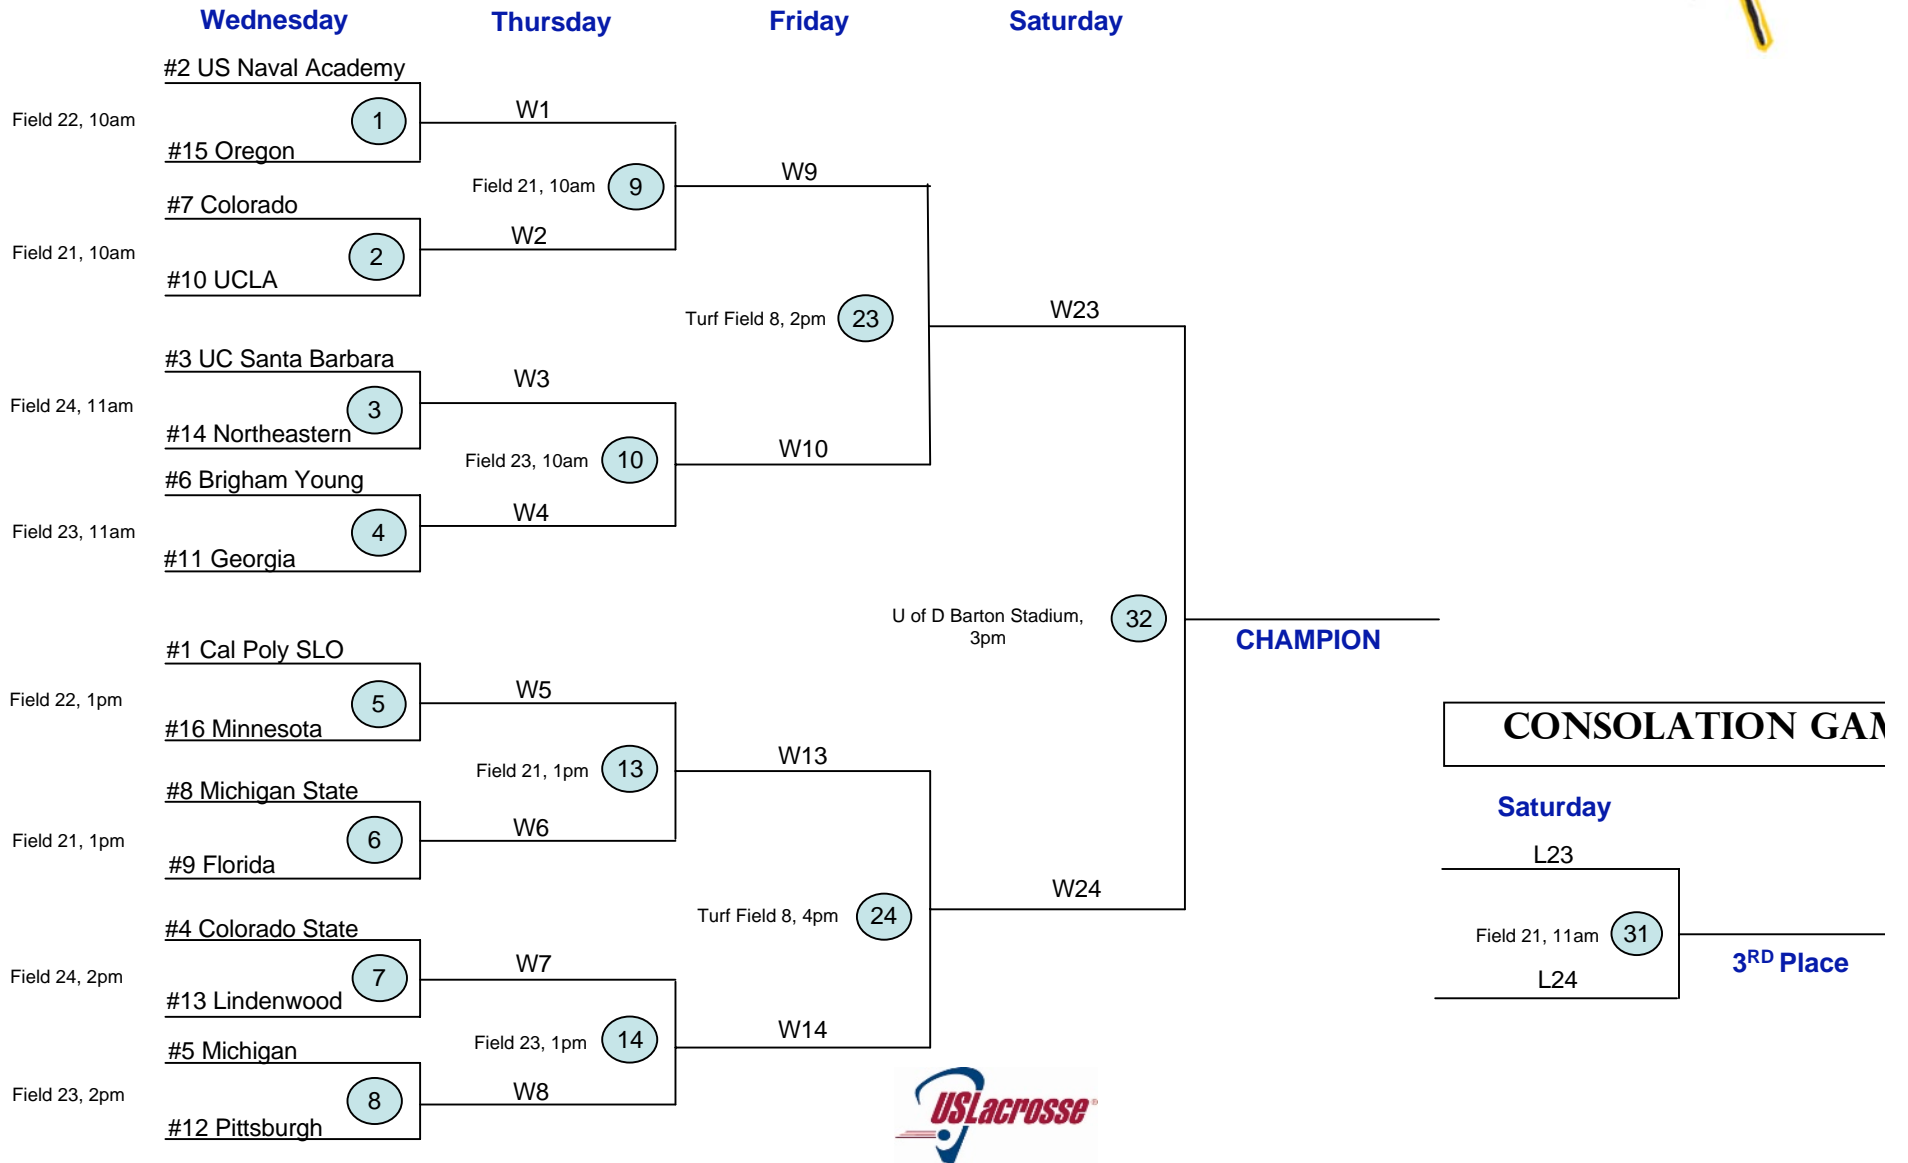 Wednesday
Thursday
Friday
Saturday
#2 US Naval Academy
Field 22, 10am
1
#15 Oregon
W1
Field 21, 10am
9
#7 Colorado
Field 21, 10am
2
#10 UCLA
W2
W9
Turf Field 8, 2pm
23
#3 UC Santa Barbara
Field 24, 11am
3
#14 Northeastern
W3
Field 23, 10am
10
#6 Brigham Young
Field 23, 11am
4
#11 Georgia
W4
W10
W23
U of D Barton Stadium,
3pm
32
CHAMPION
#1 Cal Poly SLO
Field 22, 1pm
5
#16 Minnesota
W5
Field 21, 1pm
13
#8 Michigan State
Field 21, 1pm
6
#9 Florida
W6
W13
Turf Field 8, 4pm
24
W24
#4 Colorado State
Field 24, 2pm
7
#13 Lindenwood
W7
Field 23, 1pm
14
#5 Michigan
Field 23, 2pm
8
#12 Pittsburgh
W8
W14
CONSOLATION
Saturday
L23
Field 21, 11am
31
L24
3RD Place
USLacrosse